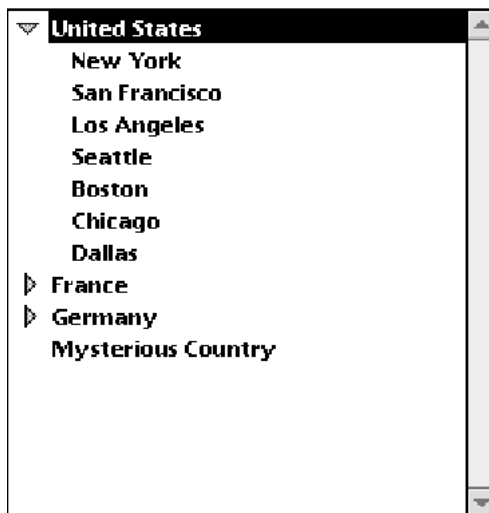 United States
New York
San Francisco
Los Angeles
Seattle
Boston
Chicago
Dallas
France
Germany
Mysterious Country